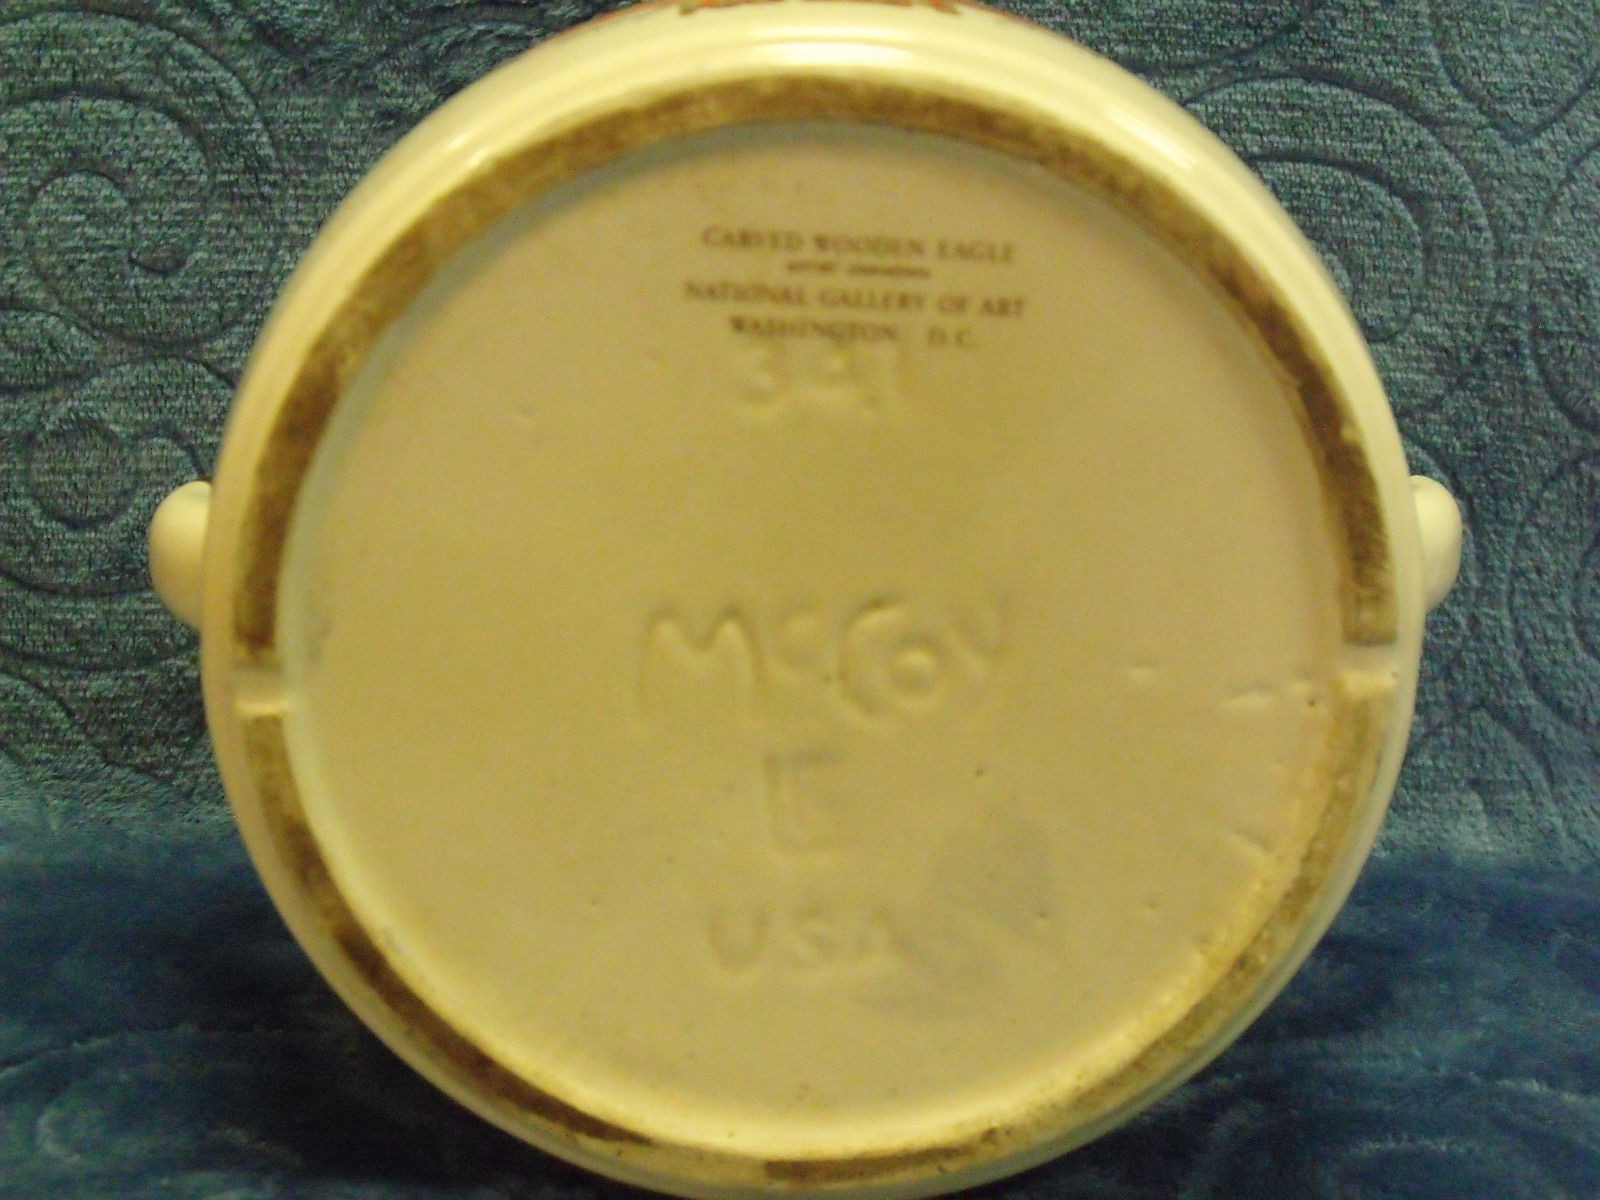 CARVED WOODEN EAGLE
NATIONAL GALLERY OF ART
WASHINGTON D.C.
McCoy
USA